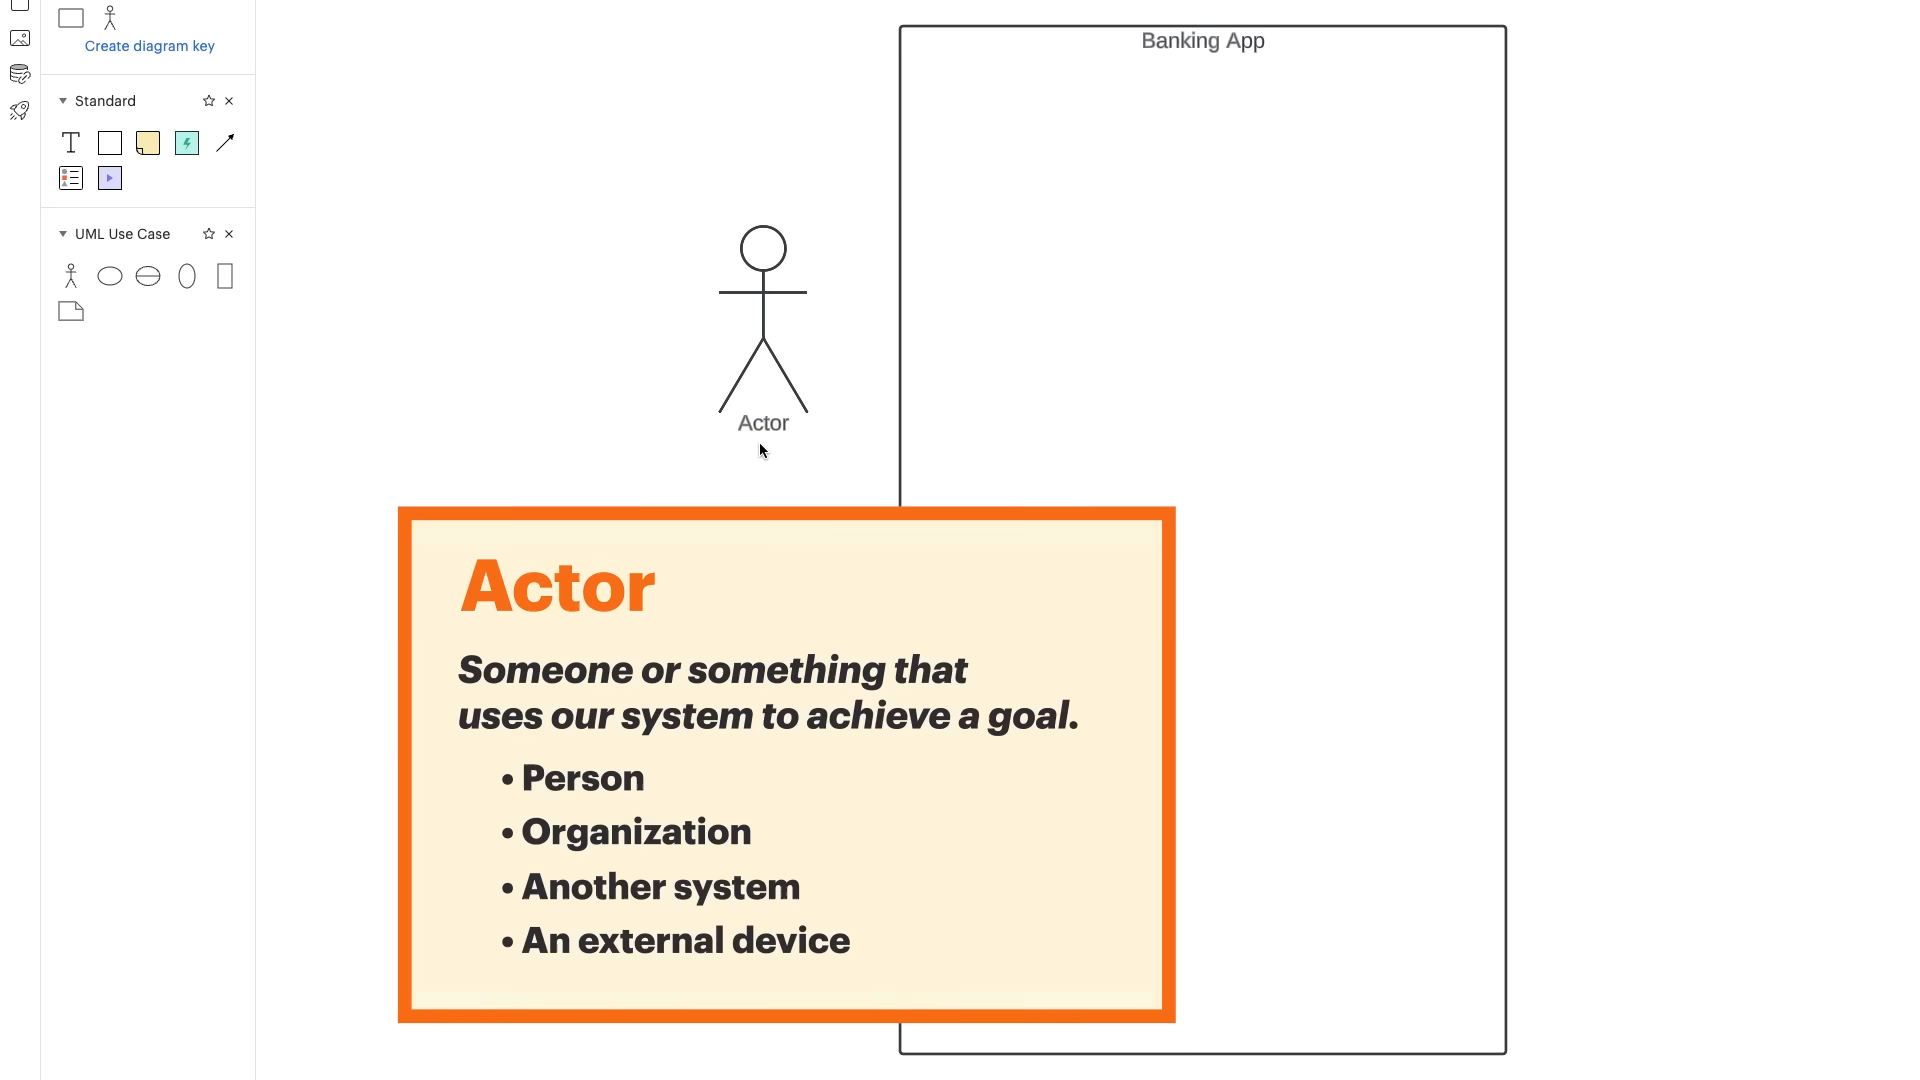 Create diagram key
Standard
UML Use Case
Banking App
Actor
Actor
Someone or something that
uses our system to achieve a goal.
• Person
• Organization
• Another system
• An external device